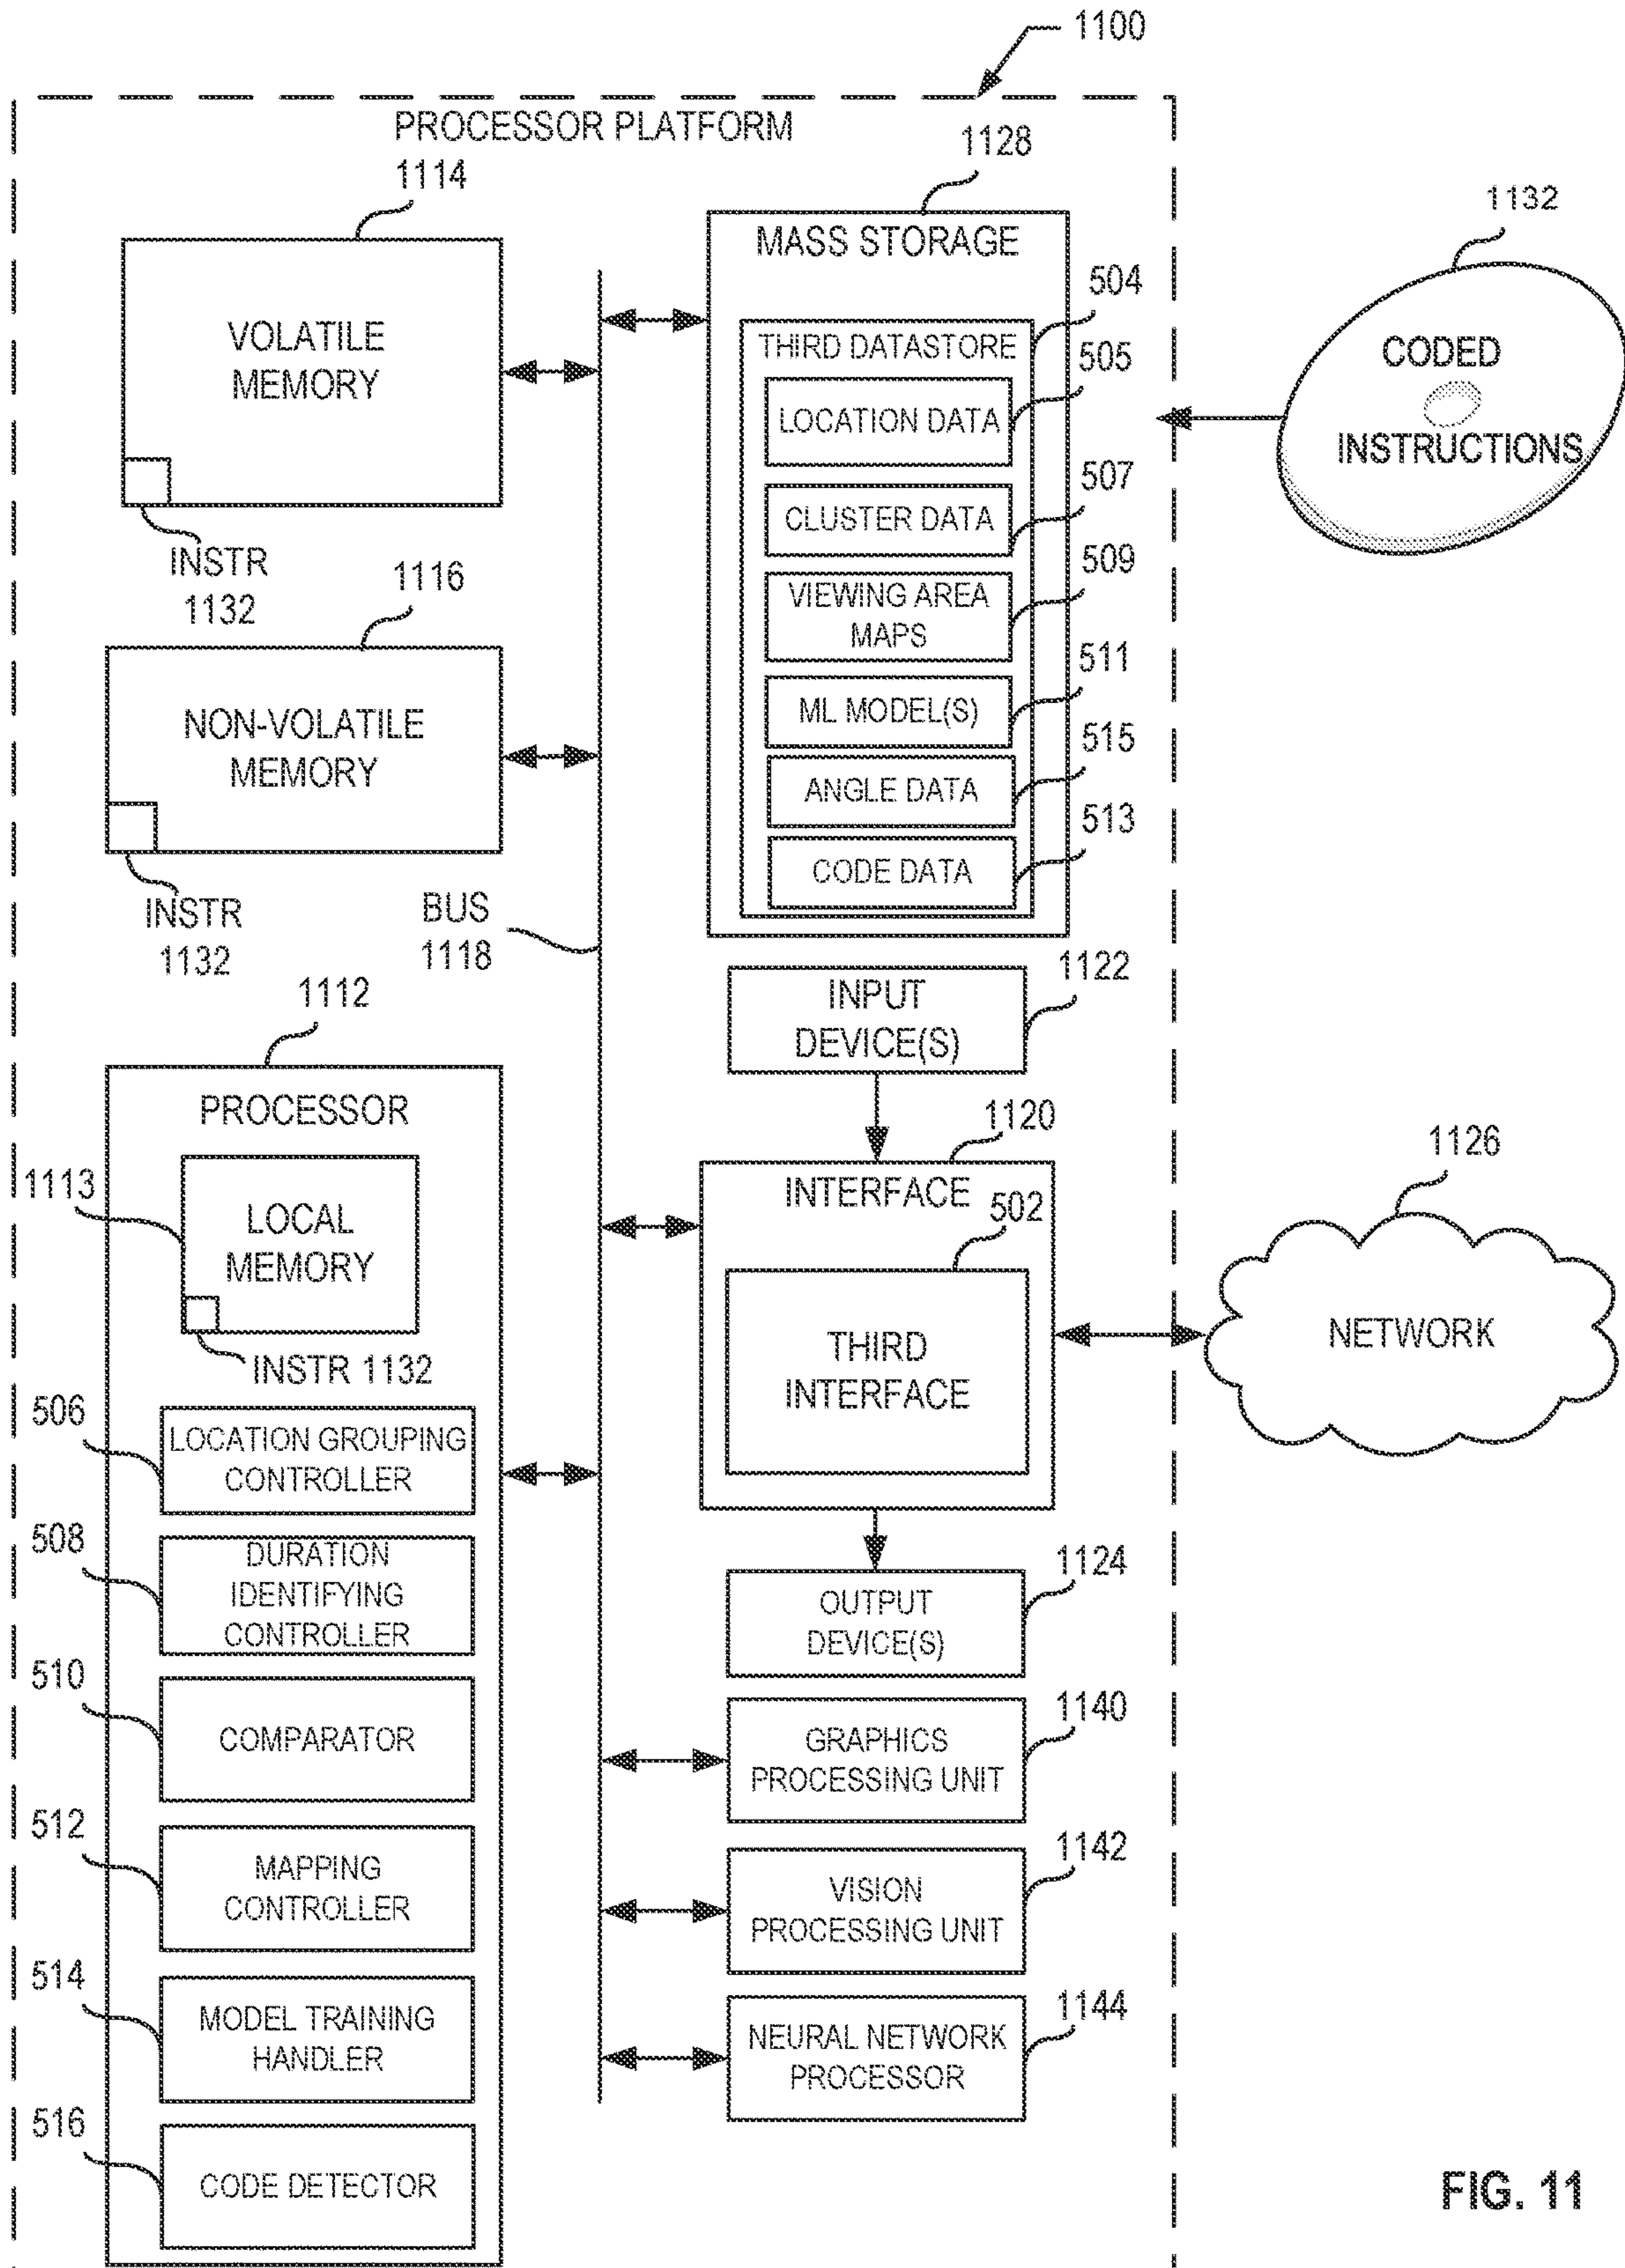 1100
PROCESSOR PLATFORM
1114
1128
1132
VOLATILE
MEMORY
INSTR
1132
MASS STORAGE
504
THIRD DATASTORE
505
LOCATION DATA
507
CLUSTER DATA
509
VIEWING AREA
MAPS
511
ML MODEL(S)
515
ANGLE DATA
513
CODE DATA
CODED
INSTRUCTIONS
1116
NON-VOLATILE
MEMORY
INSTR
1132
BUS
1118
1122
INPUT
DEVICE(S)
1112
PROCESSOR
1113
LOCAL
MEMORY
INSTR 1132
506
LOCATION GROUPING
CONTROLLER
508
DURATION
IDENTIFYING
CONTROLLER
510
COMPARATOR
512
MAPPING
CONTROLLER
514
MODEL TRAINING
HANDLER
516
CODE DETECTOR
1120
INTERFACE
502
THIRD
INTERFACE
1126
NETWORK
1124
OUTPUT
DEVICE(S)
1140
GRAPHICS
PROCESSING UNIT
1142
VISION
PROCESSING UNIT
1144
NEURAL NETWORK
PROCESSOR
FIG. 11